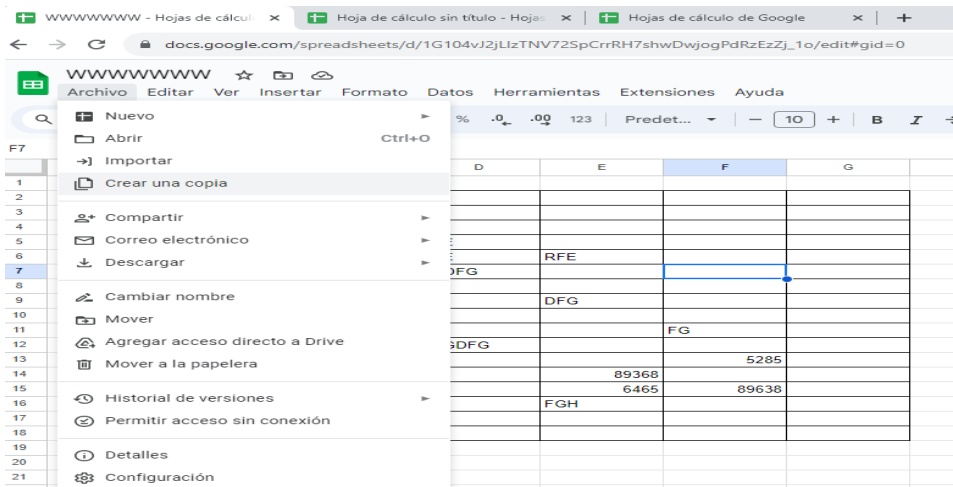 WWWWWWW - Hojas de cálcul × Hoja de cálculo sin título - Hojas × Hojas de cálculo de Google × +
docs.google.com/spreadsheets/d/1G104vJ2jLIzTNV72SpCrrRH7shwDwjogPdRzEzZj_1o/edit#gid=0
WWWWWWW
Archivo Editar Ver Insertar Formato Datos Herramientas Extensiones Ayuda
% .0 .00 123 Predet... − 10 + B I
F7
Nuevo
Abrir Ctrl+O
Importar
Crear una copia
Compartir
Correo electrónico
Descargar
Cambiar nombre
Mover
Agregar acceso directo a Drive
Mover a la papelera
Historial de versiones
Permitir acceso sin conexión
Detalles
Configuración
D E F G
1
2
3
4
5
6 RFE
7 DFG
8
9 DFG
10
11 FG
12 GDFG
13 5285
14 89368
15 6465 89638
16 FGH
17
18
19
20
21